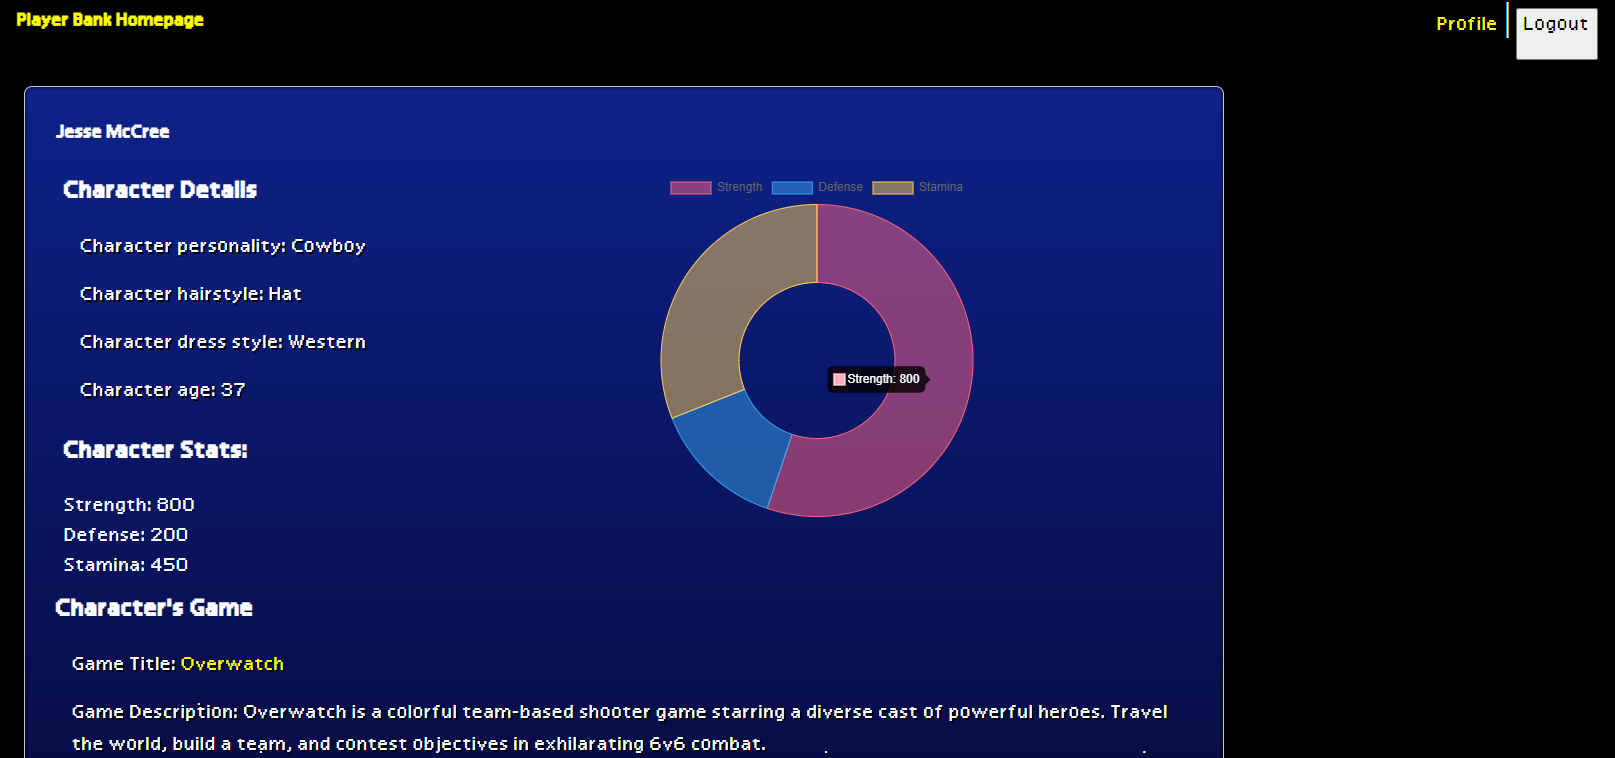 Player Bank Homepage
Profile
Logout
Jesse McCree
Character Details
Character personality: Cowboy
Character hairstyle: Hat
Character dress style: Western
Character age: 37
Character Stats:
Strength: 800
Defense: 200
Stamina: 450
Strength Defense Stamina
Strength: 800
Character's Game
Game Title: Overwatch
Game Description: Overwatch is a colorful team-based shooter game starring a diverse cast of powerful heroes. Travel
the world, build a team, and contest objectives in exhilarating 6v6 combat.